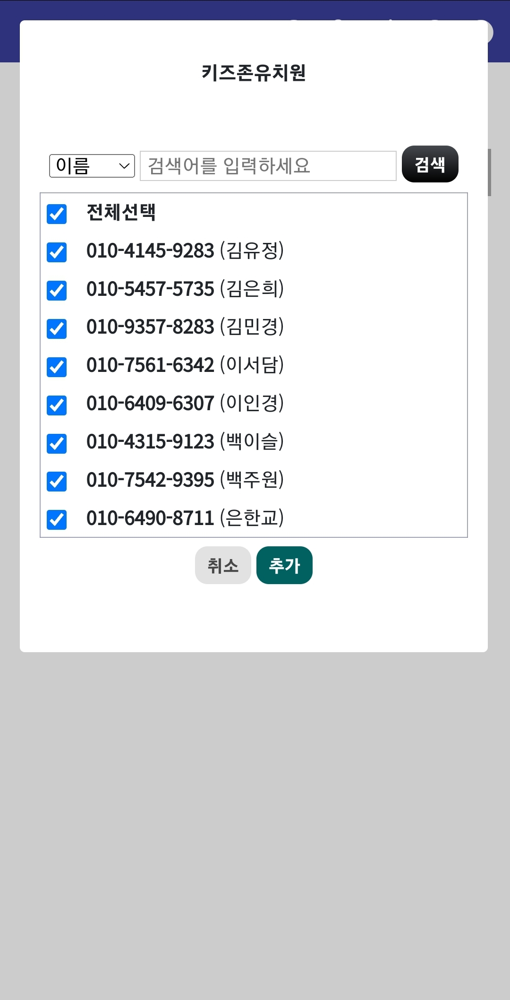 키즈존유치원
이름 검색어를 입력하세요 검색
전체선택
010-4145-9283 (김유정)
010-5457-5735 (김은희)
010-9357-8283 (김민경)
010-7561-6342 (이서담)
010-6409-6307 (이인경)
010-4315-9123 (백이슬)
010-7542-9395 (백주원)
010-6490-8711 (은한교)
취소 추가